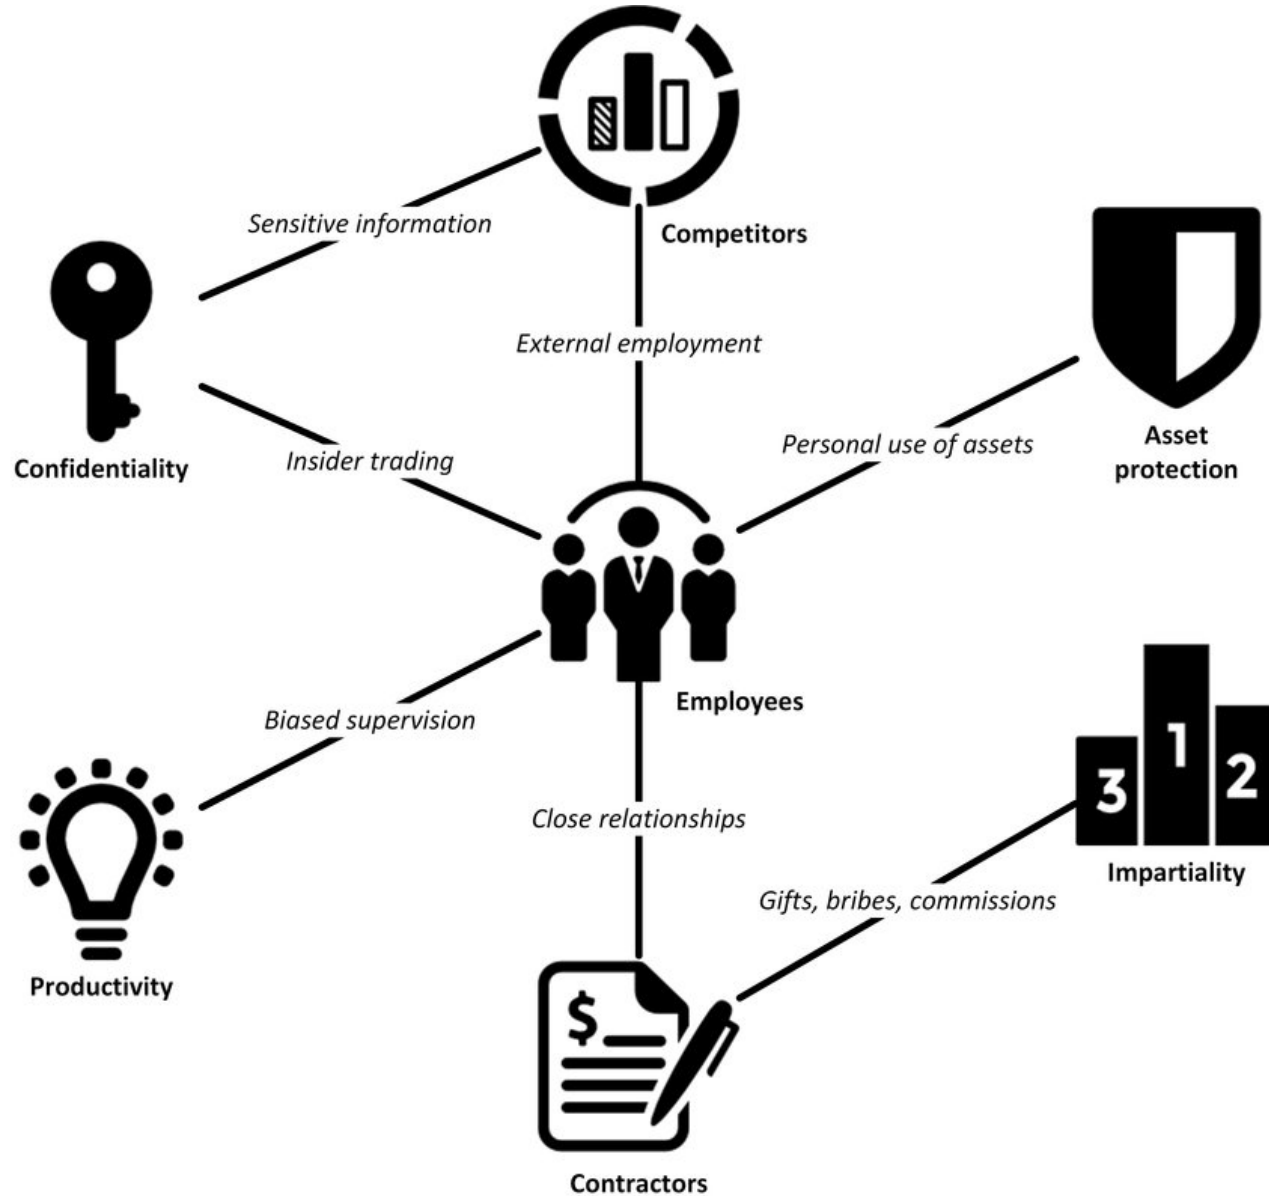 Sensitive information
Competitors
External employment
Confidentiality
Insider trading
Personal use of assets
Asset
protection
Employees
Biased supervision
3
1
2
Close relationships
Impartiality
Gifts, bribes, commissions
Productivity
$
Contractors